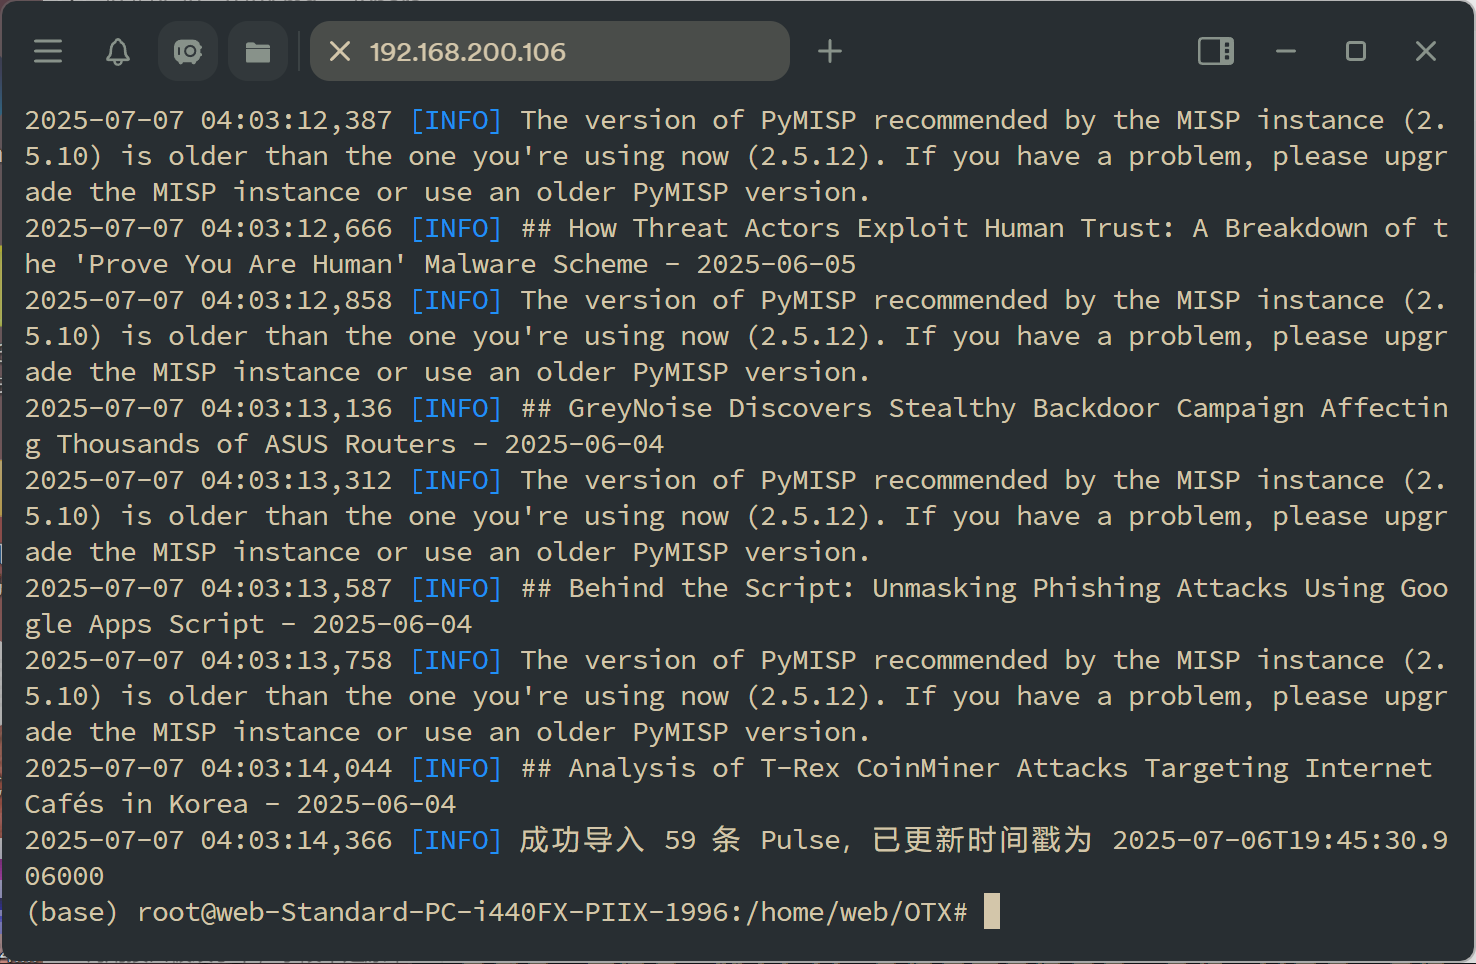 192.168.200.106
2025-07-07 04:03:12,387 [INFO] The version of PyMISP recommended by the MISP instance (2.
5.10) is older than the one you're using now (2.5.12). If you have a problem, please upgr
ade the MISP instance or use an older PyMISP version.
2025-07-07 04:03:12,666 [INFO] ## How Threat Actors Exploit Human Trust: A Breakdown of t
he 'Prove You Are Human' Malware Scheme - 2025-06-05
2025-07-07 04:03:12,858 [INFO] The version of PyMISP recommended by the MISP instance (2.
5.10) is older than the one you're using now (2.5.12). If you have a problem, please upgr
ade the MISP instance or use an older PyMISP version.
2025-07-07 04:03:13,136 [INFO] ## GreyNoise Discovers Stealthy Backdoor Campaign Affectin
g Thousands of ASUS Routers - 2025-06-04
2025-07-07 04:03:13,312 [INFO] The version of PyMISP recommended by the MISP instance (2.
5.10) is older than the one you're using now (2.5.12). If you have a problem, please upgr
ade the MISP instance or use an older PyMISP version.
2025-07-07 04:03:13,587 [INFO] ## Behind the Script: Unmasking Phishing Attacks Using Goo
gle Apps Script - 2025-06-04
2025-07-07 04:03:13,758 [INFO] The version of PyMISP recommended by the MISP instance (2.
5.10) is older than the one you're using now (2.5.12). If you have a problem, please upgr
ade the MISP instance or use an older PyMISP version.
2025-07-07 04:03:14,044 [INFO] ## Analysis of T-Rex CoinMiner Attacks Targeting Internet
Cafés in Korea - 2025-06-04
2025-07-07 04:03:14,366 [INFO] 成功导入 59 条 Pulse, 已更新时间戳为 2025-07-06T19:45:30.9
06000
(base) root@web-Standard-PC-i440FX-PIIX-1996:/home/web/OTX#